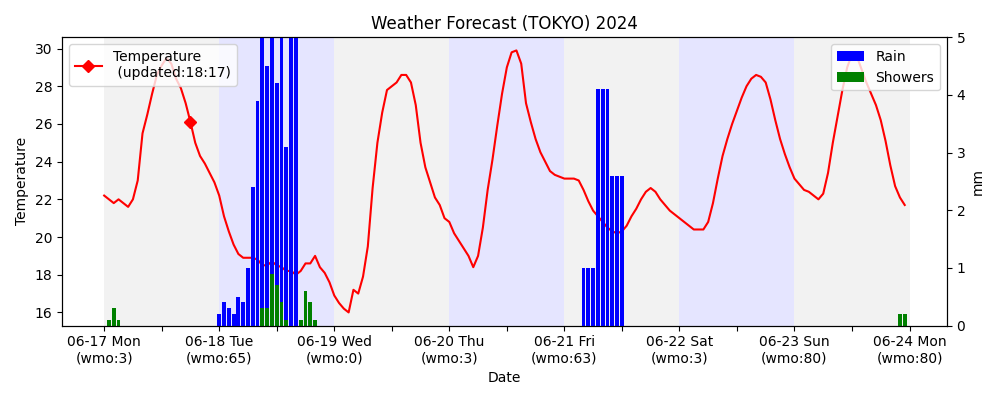 Weather Forecast (TOKYO) 2024
Temperature
(updated:18:17)
Rain
Showers
30
28
26
24
22
20
18
16
5
4
3
2
1
0
Temperature
mm
06-17 Mon
(wmo:3)
06-18 Tue
(wmo:65)
06-19 Wed
(wmo:0)
06-20 Thu
(wmo:3)
06-21 Fri
(wmo:63)
06-22 Sat
(wmo:3)
06-23 Sun
(wmo:80)
06-24 Mon
(wmo:80)
Date